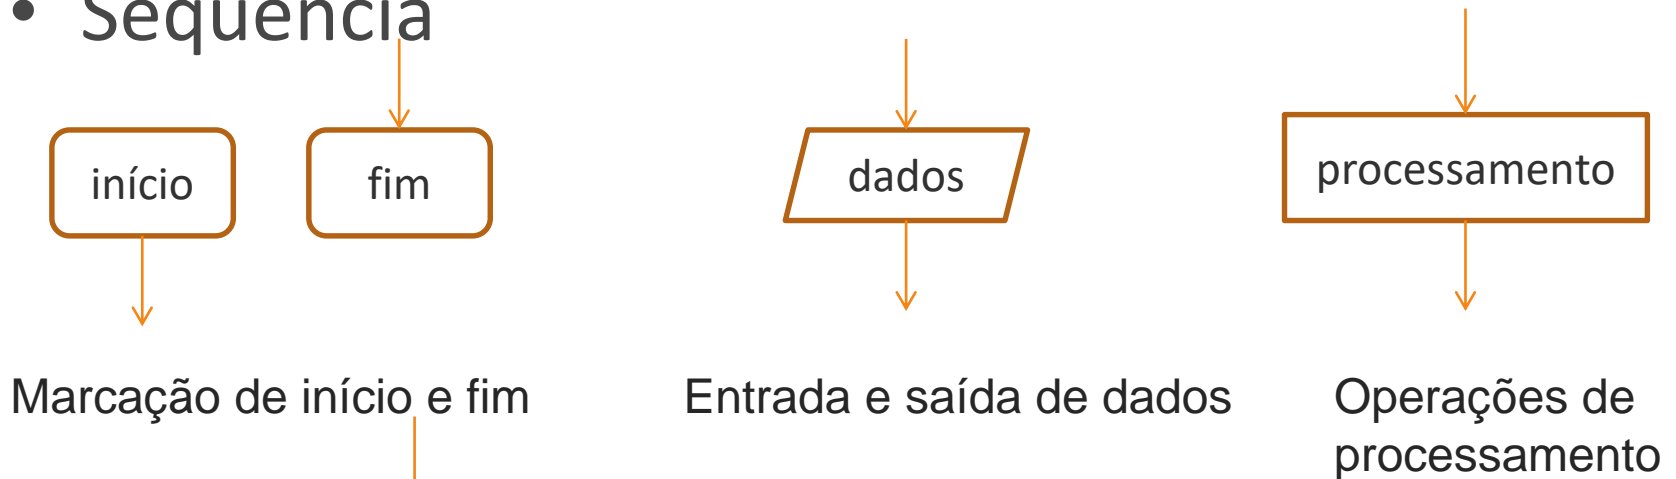 • Sequência
início
fim
dados
processamento
Marcação de início e fim
Entrada e saída de dados
Operações de
processamento